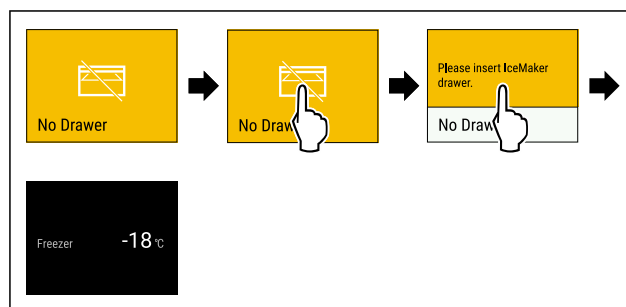 No Drawer
No Draw
Please insert IceMaker
drawer.
No Draw
Freezer -18 °C